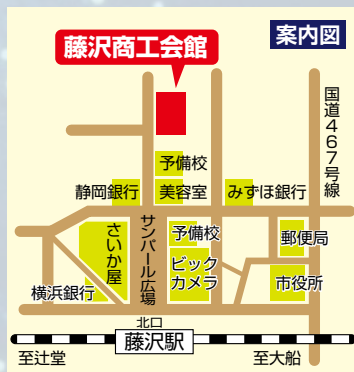 案内図
藤沢商工会館
国道467号線
予備校
静岡銀行
美容室
みずほ銀行
さいか屋
サンパール広場
予備校
郵便局
ビック
カメラ
市役所
横浜銀行
北口
藤沢駅
至辻堂
至大船